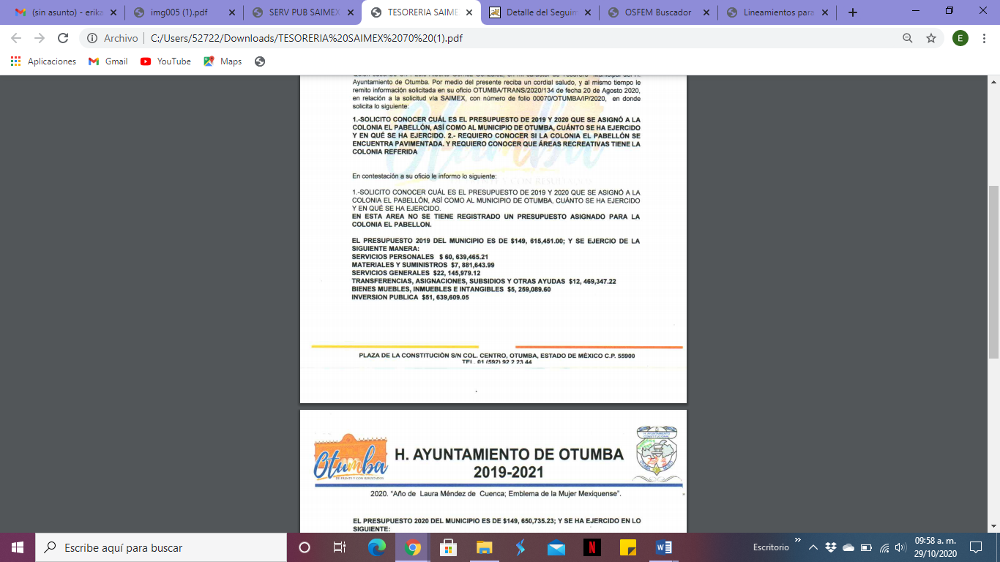 (sin asunto) - erika
img005 (1).pdf
SERV PUB SAIMEX
TESORERIA SAIME
Detalle del Seguim
OSFEM Buscador
Lineamientos para
Archivo
C:/Users/52722/Downloads/TESORERIA%20SAIMEX%2070%20(1).pdf
E
Aplicaciones
Gmail
YouTube
Maps
Ayuntamiento de Otumba. Por medio del presente reciba un cordial saludo, y al mismo tiempo le
remito información solicitada en su oficio OTUMBA/TRANS/2020/134 de fecha 20 de Agosto 2020,
en relación a la solicitud vía SAIMEX, con número de folio 00070/OTUMBA/IP/2020, en donde
solicita lo siguiente:
1.-SOLICITO CONOCER CUÁL ES EL PRESUPUESTO DE 2019 Y 2020 QUE SE ASIGNÓ A LA
COLONIA EL PABELLÓN, ASÍ COMO AL MUNICIPIO DE OTUMBA, CUÁNTO SE HA EJERCIDO
Y EN QUÉ SE HA EJERCIDO. 2.- REQUIERO CONOCER SI LA COLONIA EL PABELLÓN SE
ENCUENTRA PAVIMENTADA. Y REQUIERO CONOCER QUE ÁREAS RECREATIVAS TIENE LA
COLONIA REFERIDA
En contestación a su oficio le informo lo siguiente:
1.-SOLICITO CONOCER CUÁL ES EL PRESUPUESTO DE 2019 Y 2020 QUE SE ASIGNÓ A LA
COLONIA EL PABELLÓN, ASÍ COMO AL MUNICIPIO DE OTUMBA, CUÁNTO SE HA EJERCIDO
Y EN QUÉ SE HA EJERCIDO.
EN ESTA AREA NO SE TIENE REGISTRADO UN PRESUPUESTO ASIGNADO PARA LA
COLONIA EL PABELLON.
EL PRESUPUESTO 2019 DEL MUNICIPIO ES DE $149, 615,451.00; Y SE EJERCIO DE LA
SIGUIENTE MANERA:
SERVICIOS PERSONALES $ 60, 639,465.21
MATERIALES Y SUMINISTROS $7, 881,643.99
SERVICIOS GENERALES $22, 145,979.12
TRANSFERENCIAS, ASIGNACIONES, SUBSIDIOS Y OTRAS AYUDAS $12, 469,347.22
BIENES MUEBLES, INMUEBLES E INTANGIBLES $5, 259,089.60
INVERSION PUBLICA $51, 639,609.05
PLAZA DE LA CONSTITUCIÓN S/N COL. CENTRO, OTUMBA, ESTADO DE MÉXICO C.P. 55900
TEL. 01 (592) 92 2 23 44
Otumba
DE FRENTE Y CON RESULTADOS
H. AYUNTAMIENTO DE OTUMBA
2019-2021
H. AYUNTAMIENTO
CONSTITUCIONAL
2020. “Año de Laura Méndez de Cuenca; Emblema de la Mujer Mexiquense”.
EL PRESUPUESTO 2020 DEL MUNICIPIO ES DE $149, 650,735.23; Y SE HA EJERCIDO EN LO
SIGUIENTE:
Escribe aquí para buscar
Escritorio
09:58 a. m.
29/10/2020